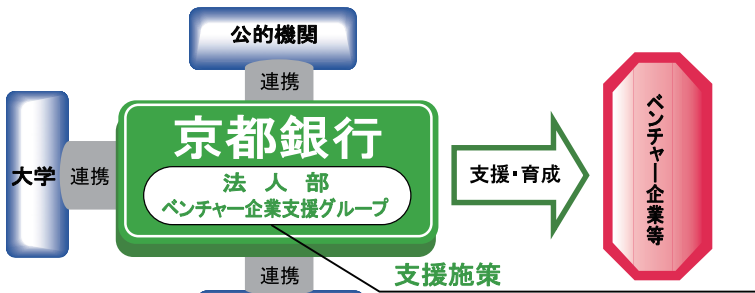 公的機関
連携
大学
連携
京都銀行
法人部
ベンチャー企業支援グループ
支援・育成
ベンチャー企業等
連携
支援施策